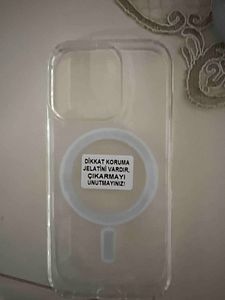 DİKKAT KORUMA
JELATİNİ VARDIR,
ÇIKARMAYI
UNUTMAYINIZ!